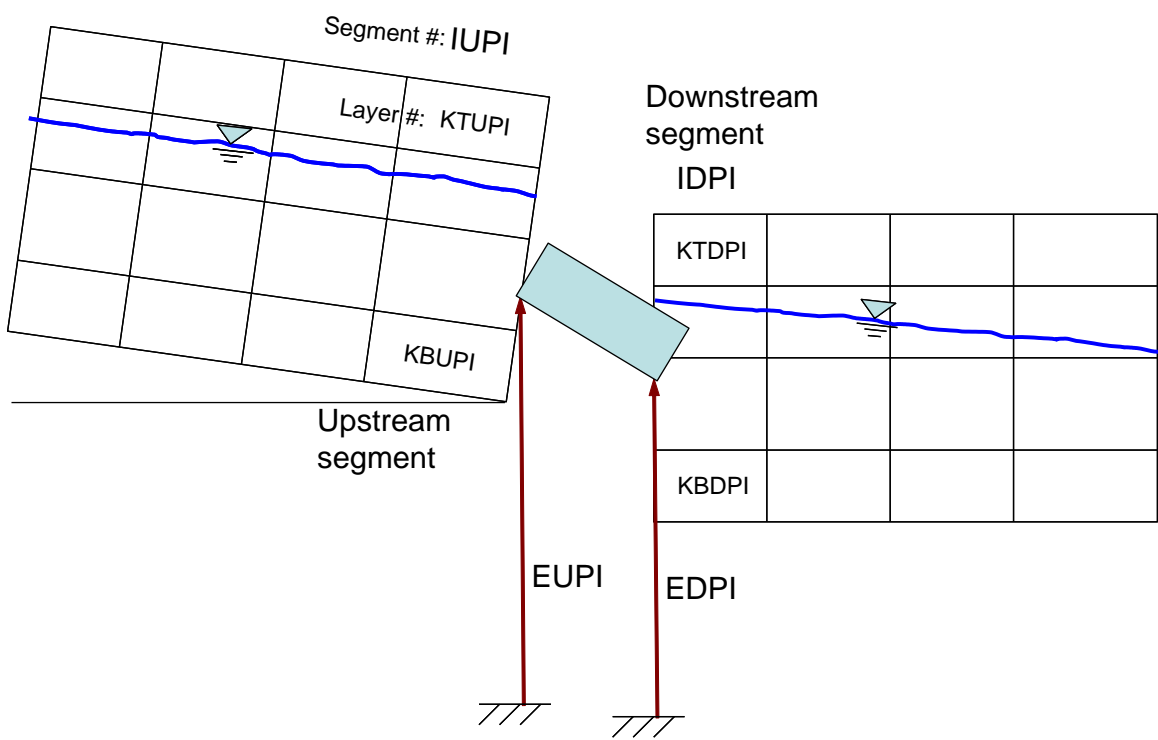 Segment #: IUPI
Layer #: KTUPI
KBUPI
Upstream
segment
Downstream
segment
IDPI
KTDPI
KBDPI
EUPI
EDPI